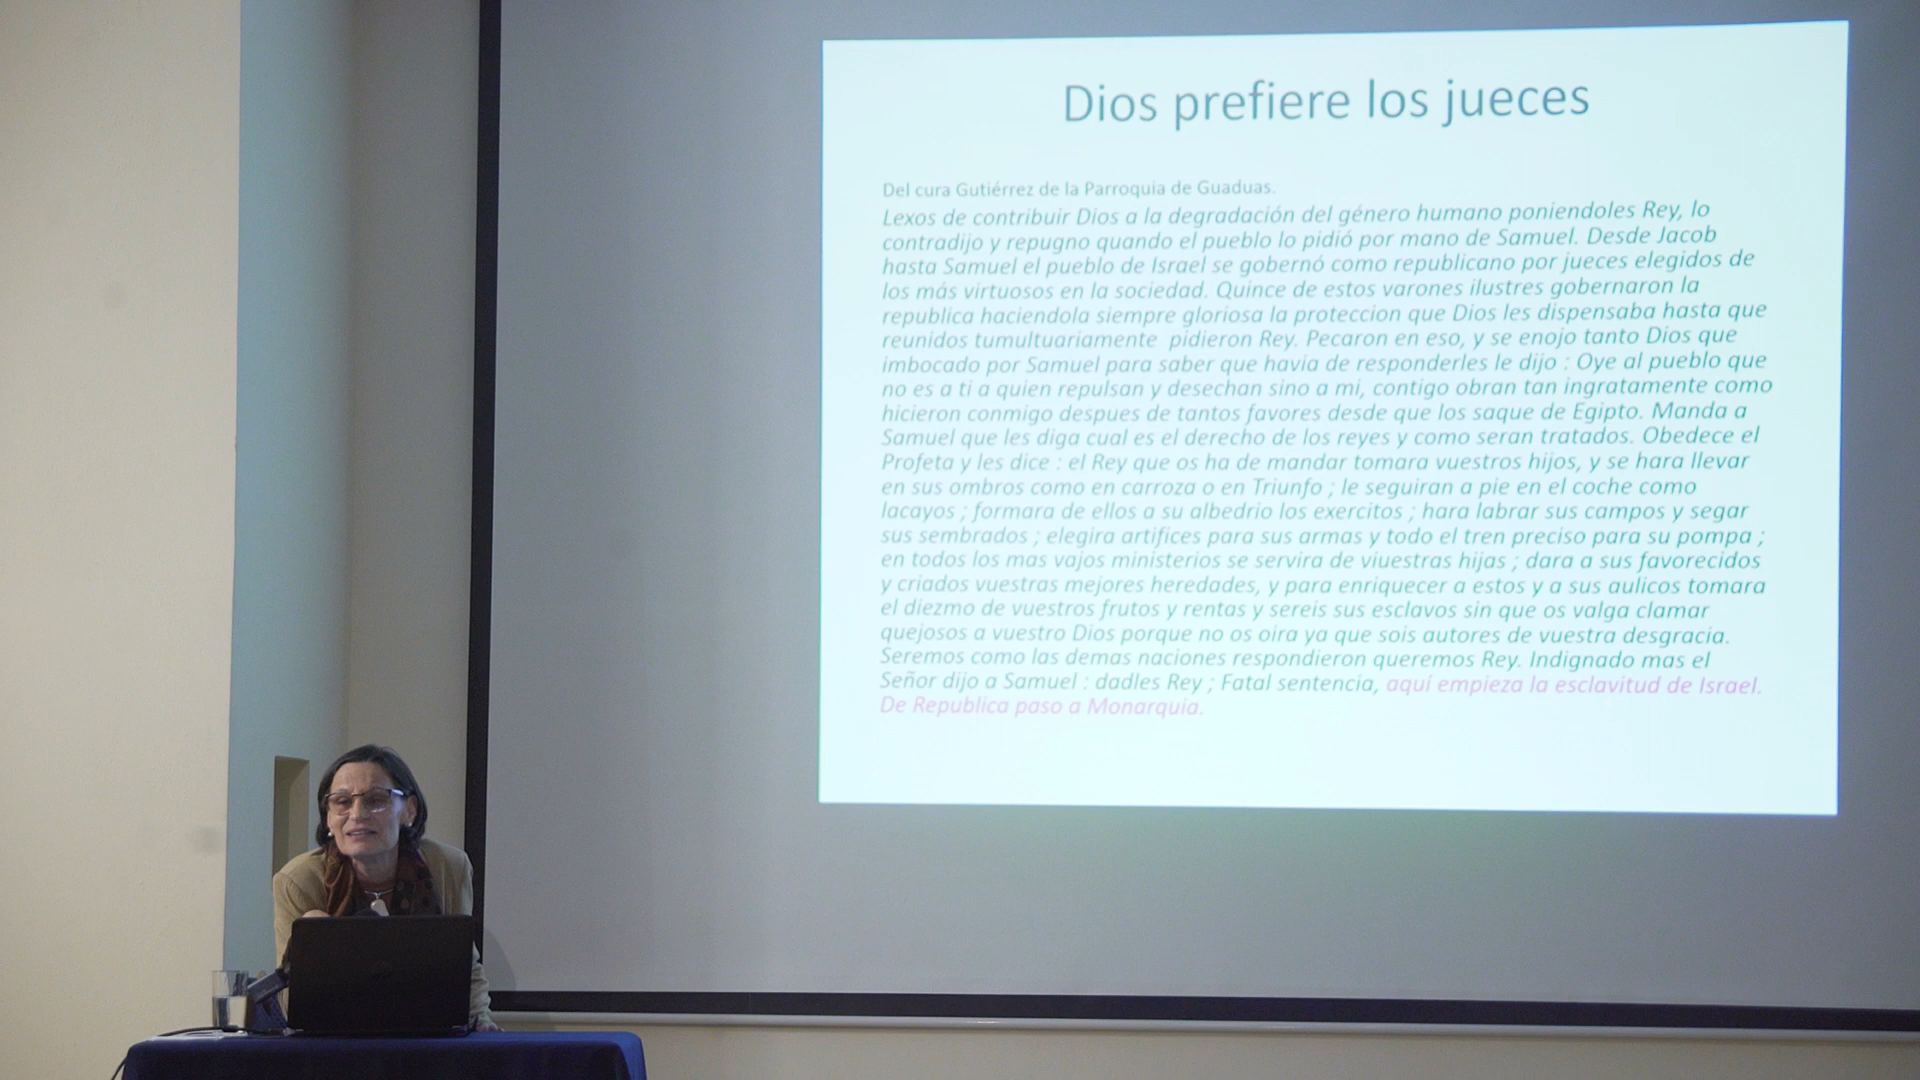 Dios prefiere los jueces
Del cura Gutiérrez de la Parroquia de Guaduas.
Lexos de contribuir Dios a la degradación del género humano poniendoles Rey, lo
contradijo y repugno quando el pueblo lo pidió por mano de Samuel. Desde Jacob
hasta Samuel el pueblo de Israel se gobernó como republicano por jueces elegidos de
los más virtuosos en la sociedad. Quince de estos varones ilustres gobernaron la
republica haciendola siempre gloriosa la proteccion que Dios les dispensaba hasta que
reunidos tumultuariamente pidieron Rey. Pecaron en eso, y se enojo tanto Dios que
imbocado por Samuel para saber que havia de responderles le dijo : Oye al pueblo que
no es a ti a quien repulsan y desechan sino a mi, contigo obran tan ingratamente como
hicieron conmigo despues de tantos favores desde que los saque de Egipto. Manda a
Samuel que les diga cual es el derecho de los reyes y como seran tratados. Obedece el
Profeta y les dice : el Rey que os ha de mandar tomara vuestros hijos, y se hara llevar
en sus ombros como en carroza o en Triunfo ; le seguiran a pie en el coche como
lacayos ; formara de ellos a su albedrio los exercitos ; hara labrar sus campos y segar
sus sembrados ; elegira artifices para sus armas y todo el tren preciso para su pompa ;
en todos los mas vajos ministerios se servira de viuestras hijas ; dara a sus favorecidos
y criados vuestras mejores heredades, y para enriquecer a estos y a sus aulicos tomara
el diezmo de vuestros frutos y rentas y sereis sus esclavos sin que os valga clamar
quejosos a vuestro Dios porque no os oira ya que sois autores de vuestra desgracia.
Seremos como las demas naciones respondieron queremos Rey. Indignado mas el
Señor dijo a Samuel : dadles Rey ; Fatal sentencia, aquí empieza la esclavitud de Israel.
De Republica paso a Monarquia.